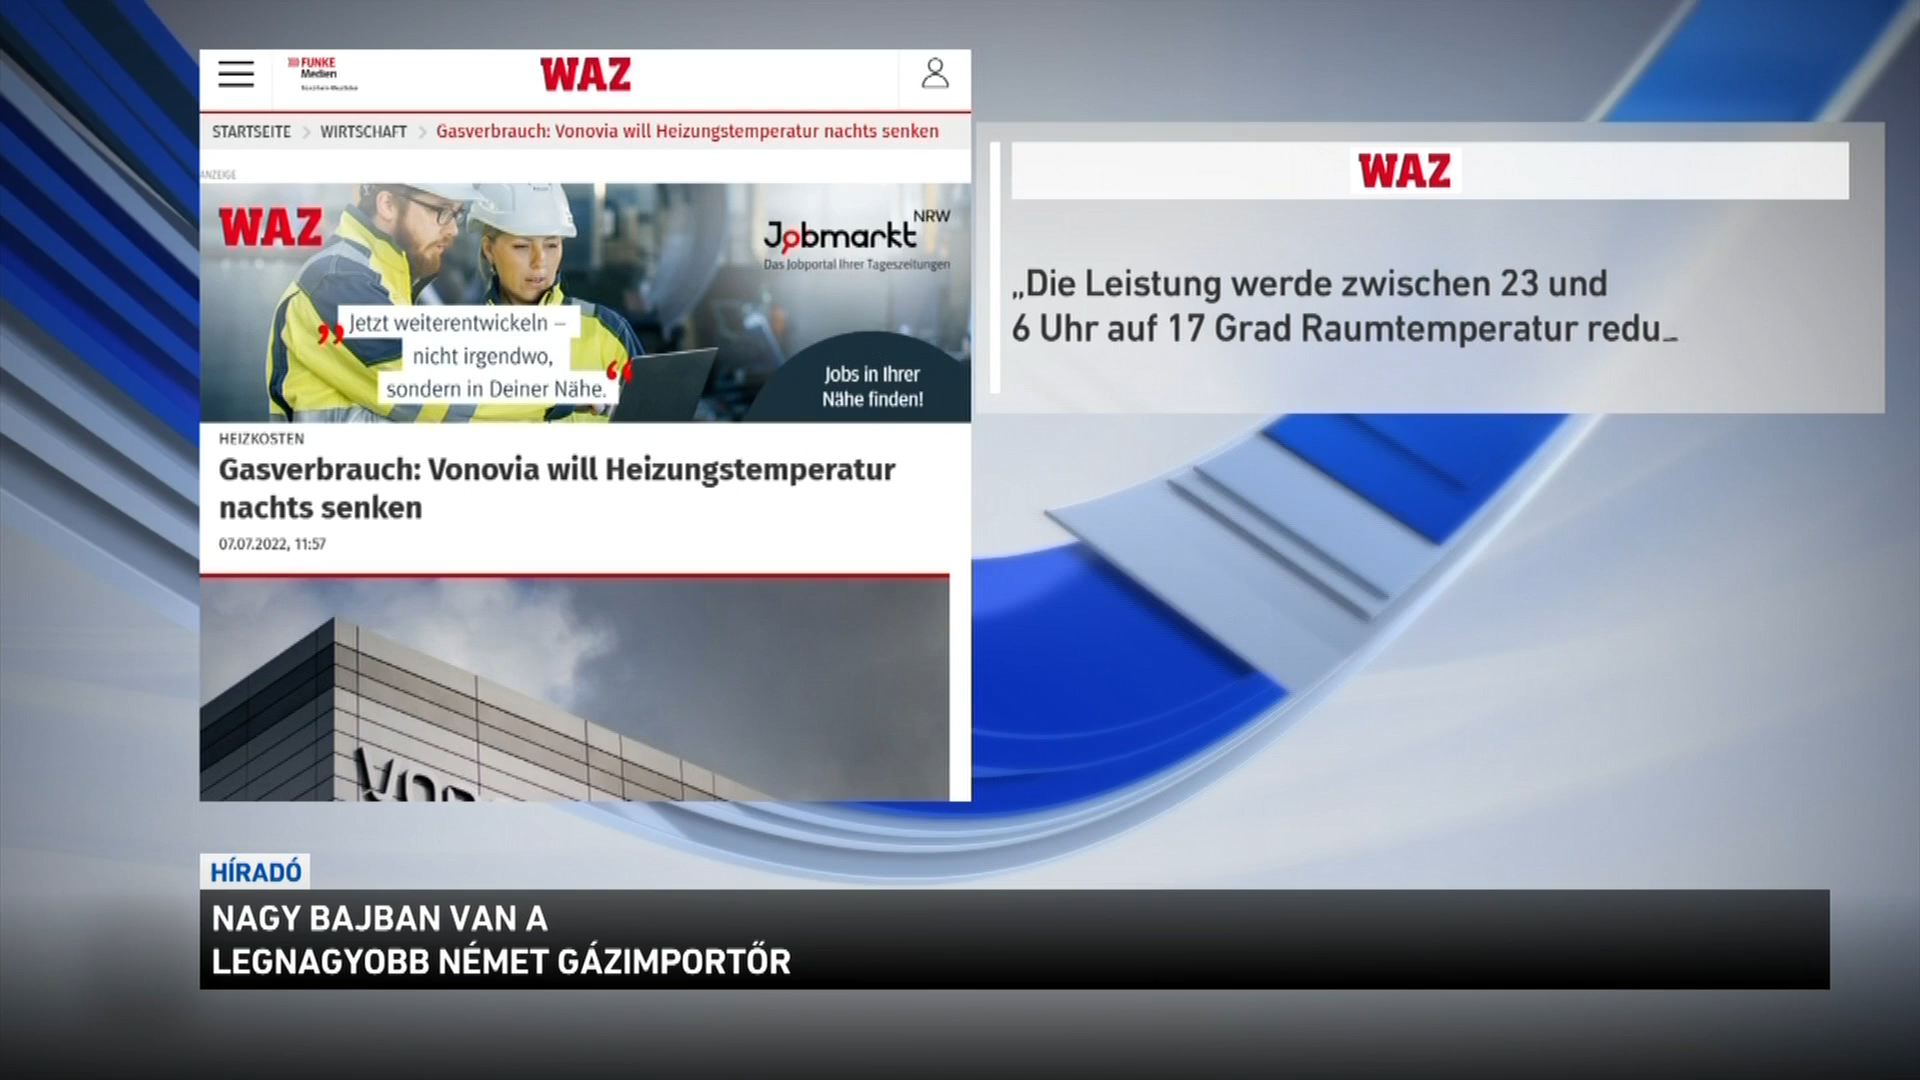 FUNKE
Medien
WAZ
STARTSEITE > WIRTSCHAFT > Gasverbrauch: Vonovia will Heizungstemperatur nachts senken
ANZEIGE
WAZ
Jobmarkt NRW
Das Jobportal Ihrer Tageszeitungen
„Jetzt weiterentwickeln –
nicht irgendwo,
sondern in Deiner Nähe.“
Jobs in Ihrer
Nähe finden!
HEIZKOSTEN
Gasverbrauch: Vonovia will Heizungstemperatur
nachts senken
07.07.2022, 11:57
WAZ
„Die Leistung werde zwischen 23 und
6 Uhr auf 17 Grad Raumtemperatur redu
HÍRADÓ
NAGY BAJBAN VAN A
LEGNAGYOBB NÉMET GÁZIMPORTŐR